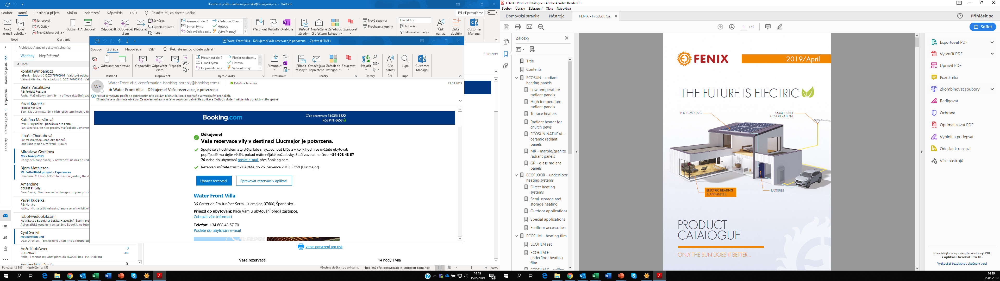 Doručená pošta – katerina.jezerska@fenixgroup.cz - Outlook
Soubor Domů Posílání a příjem Složka Zobrazení Nápověda ESET Řekněte mi, co chcete udělat
Připravujeme
Nový e-mail
Nové položky
Nové
Ignorovat
Vyčistit
Nevyžádaná pošta
Odstranit
Archivovat
Odstranit
Odpovědět
Odpovědět všem
Přeposlat
Schůzka
Rychlá zpráva
Další
Přesunout do: ?
E-mail týmu
Odpovědět a od...
Předat nadřízen...
Hotovo
Vytvořit nový
Přesunout
Pravidla
OneNote
Přiřadit zásady
Nepřečtené či přečtené
Zařadit do kategorií
Zpracovat
Nová skupina
Procházet skupiny
Hledat lidi
Adresář
Filtrovat e-maily
Číst nahlas
Získat doplňky
Customer Manager
Prohledat: Aktuální poštovní schránka
Všechny Nepřečtené
Dnes
Doručená pošta 155
Nepotvrzené
Odeslaná pošta 1
Koncepty
kontakt@mbank.cz
mBank – žádost č. DCZ176760916 - Valutové odchoz
Vážený kliente, Vaše žádost č. DCZ176760916 - Valu
Beata Vaculíková
RE: Projekt Fossum
Pavle, Máš nějaký starý file – v příloze aktuální ( zas
Pavel Kudelka
Projekt Fossum
Beo, Moc se nevyznám v těch jejich termínech. U Bo
Kateřina Mazáková
FW: RD Rýmařov - pozvánka pro Fenix
Pani Jezerska, viz nize prosim. Mají zajistit ubytovan
Libuše Chudobová
Fw: Veselá věda - nabídka táborů
Odesláno z mobil. zařízení Huawei
Miroslava Gorejova
MS v hokeji 2019
Dobry den pane Svozil, v navaznosti na nas posledu
Bjørn Mathiesen
SV: Fotballfield prosject - Experiences
Dear Pavel !! I have talked to Beata regarding the d
Amandine
CEILHIT Priority
Dear Beata, We have made changes on your produ
Pavel Kudelka
RE: Norsko
Katko, Nic na Laďu neházím, jenom se mi nelíbil jeh
robot@edookit.com
Notifikace z Edookitu: Zpráva Hlasování - školní pro
Automatické oznámení ze systému Edookit, na tuto
Cyril Svozil
recuperation unit
Dear Directors, Enclosed you can find a recuperatio
Anže Klobčaver
RE: Redwell 9:45
Hello, I cannot say what plans do EKOSEN has. He is talking
Andrea Mikulíková
21.03.2019
Water Front Villa – Děkujeme! Vaše rezervace je potvrzena - Zpráva (HTML)
Soubor Zpráva Nápověda ESET Řekněte mi, co chcete udělat
Odstranit
Archivovat
Odstranit
Odpovědět
Odpovědět všem
Přeposlat
Odpovědět
Přesunout do: ?
E-mail týmu
Odpovědět a od...
Předat nadřízen...
Hotovo
Vytvořit nový
Rychlé kroky
Přesunout
Přesunout
Přiřadit zásady
Označit jako nepřečtené
Zařadit do kategorií
Zpracovat
Značky
Přeložit
Úpravy
Číst nahlas
Řeč
Lupa
Lupa
Customer Manager
WF
Water Front Villa <confirmation-booking-noreply@booking.com>
Kateřina Jezerská
21.03.2019
Water Front Villa – Děkujeme! Vaše rezervace je potvrzena
Pokud se vyskytly potíže se zobrazením této zprávy, kliknutím sem ji zobrazíte ve webovém prohlížeči.
Kliknutím sem stáhnete obrázky. Za účelem ochrany vašeho soukromí zabránila aplikace Outlook stažení některých obrázků v této zprávě.
Booking.com
Číslo rezervace: 3103517822
Kód PIN: 6653
Děkujeme!
Vaše rezervace vily v destinaci Llucmajor je potvrzena.
Spojte se s hostitelem a zjistěte, kde si vyzvednout klíče a v kolik hodin se můžete ubytovat,
popřípadě mu dejte vědět, pokud máte nějaké požadavky. Stačí zavolat na číslo +34 608 43 57
70 nebo do ubytování poslat e-mail přes Booking.com.
Rezervaci můžete zrušit ZDARMA do 26. července 2019, 23:59 [Llucmajor].
Upravit rezervaci
Spravovat rezervaci v aplikaci
Water Front Villa
36 Carrer de Fra Juníper Serra, Llucmajor, 07600, Španělsko -
Příjezd do ubytování: Klíče Vám u ubytování předá zástupce.
Zobrazit více informací
Telefon: +34 608 43 57 70
Pošlete do ubytování e-mail
Verze potvrzení pro tisk
Vaše rezervace 14 nocí, 1 vila
Položky: 42 988 Nepřečteno: 155
Všechny složky jsou aktuální. Připojený přes poskytovatele: Microsoft Exchange
100 %
14:19
15.05.2019
21
FENIX - Product Catalogue - Adobe Acrobat Reader DC
Soubor Úpravy Zobrazení Okna Nápověda
Domovská stránka Nástroje FENIX - Product Ca...
Přihlásit se
1 / 44
Sdílet
Záložky
Title
Contents
ECOSUN – radiant heating panels
Low temperature radiant panels
High temperature radiant panels
Terrace heaters
Radiant heater for church pews
ECOSUN NATURAL - ceramic radiant panels
MR - marble/granite radiant panels
GR - glass radiant panels
ECOFLOOR – underfloor heating systems
Direct heating systems
Semi-storage and storage heating
Outdoor applications
Special applications
Ecofloor accessories
ECOFILM – heating film
ECOFILM set
ECOFILM F - underfloor heating film
ECOFILM C - ceiling
FENIX
2019/April
THE FUTURE IS ELECTRIC
PHOTOVOLTAIC
SMART GRID
CO-OPERATION
ELECTRIC HEATING
& APPLIANCES
BATTERIES
PRODUCT
CATALOGUE
ONLY THE SUN DOES IT BETTER...
Exportovat PDF
Vytvořit PDF
Upravit PDF
Poznámka
Zkombinovat soubory
Redigovat
Ochrana
Optimalizovat PDF
Vyplnit a podepsat
Odeslat k recenzi
Více nástrojů
Převádějte a upravujte soubory PDF
s aplikací Acrobat Pro DC
Vyzkoušet bezplatnou zkušební verzi
14:19
15.05.2019